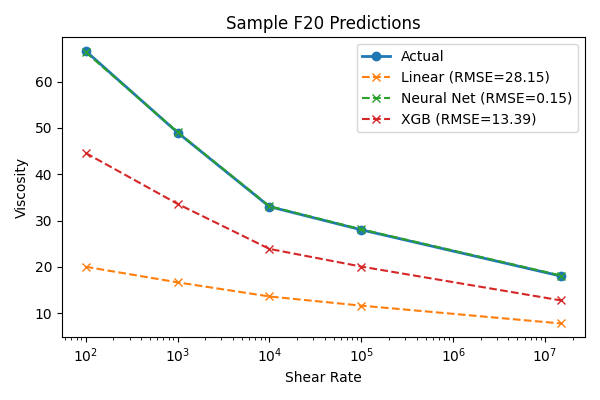 Sample F20 Predictions
Actual
Linear (RMSE=28.15)
Neural Net (RMSE=0.15)
XGB (RMSE=13.39)
Viscosity
60
50
40
30
20
10
10²
10³
10⁴
10⁵
10⁶
10⁷
Shear Rate